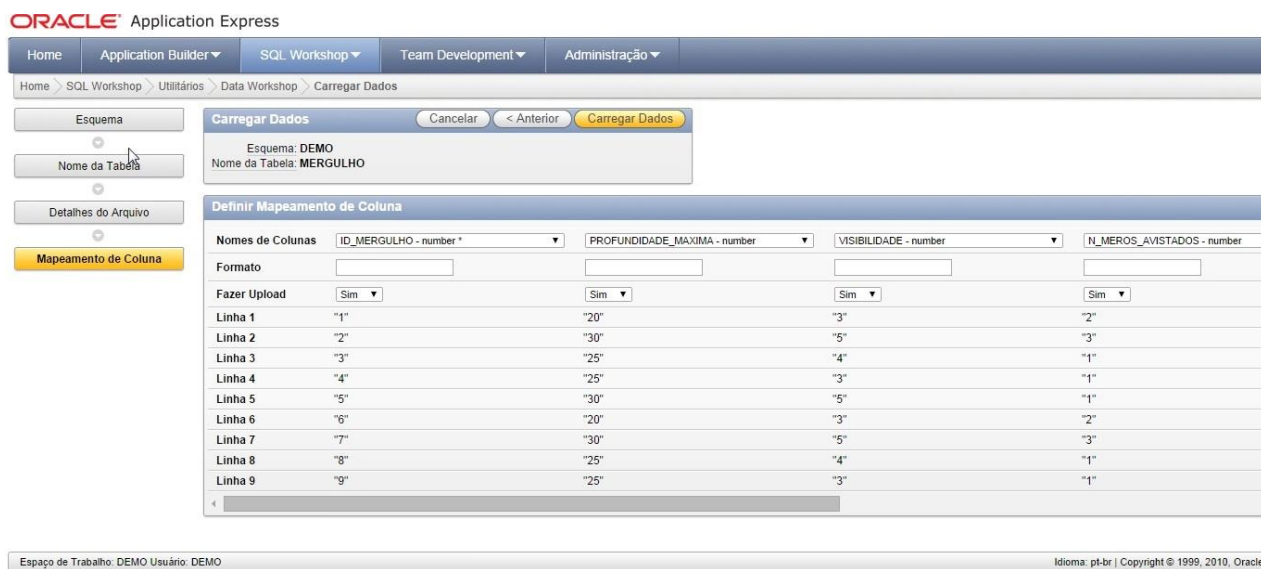 ORACLE Application Express
Home Application Builder SQL Workshop Team Development Administração
Home SQL Workshop Utilitários Data Workshop Carregar Dados
Esquema
Nome da Tabela
Detalhes do Arquivo
Mapeamento de Coluna
Carregar Dados Cancelar < Anterior Carregar Dados
Esquema: DEMO
Nome da Tabela: MERGULHO
Definir Mapeamento de Coluna
Nomes de Colunas ID_MERGULHO - number * PROFUNDIDADE_MAXIMA - number VISIBILIDADE - number N_MEROS_AVISTADOS - number
Formato
Fazer Upload Sim Sim Sim Sim
Linha 1 "1" "20" "3" "2"
Linha 2 "2" "30" "5" "3"
Linha 3 "3" "25" "4" "1"
Linha 4 "4" "25" "3" "1"
Linha 5 "5" "30" "5" "1"
Linha 6 "6" "20" "3" "2"
Linha 7 "7" "30" "5" "3"
Linha 8 "8" "25" "4" "1"
Linha 9 "9" "25" "3" "1"
Espaço de Trabalho: DEMO Usuário: DEMO Idioma: pt-br | Copyright © 1999, 2010, Oracle